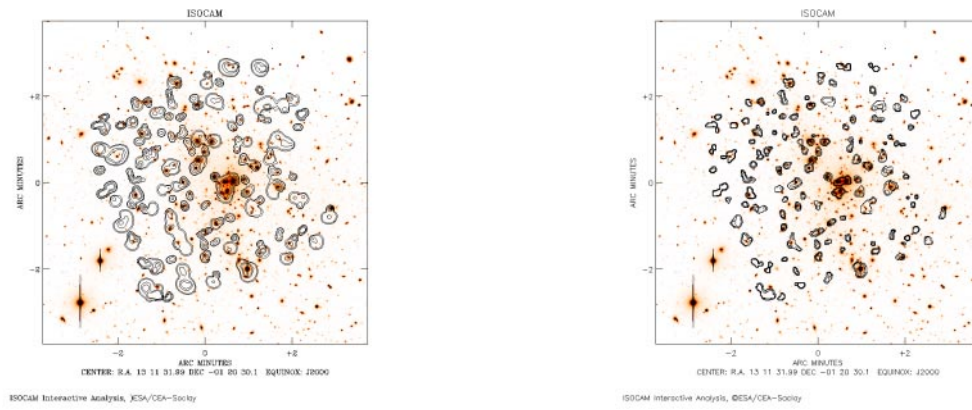 ISOCAM
+2
0
−2
ARC MINUTES
−2 0 +2
ARC MINUTES
CENTER: R.A. 13 11 31.99 DEC −01 20 30.1 EQUINOX: J2000
ISOCAM Interactive Analysis, )ESA/CEA−Saclay
ISOCAM
+2
0
−2
ARC MINUTES
−2 0 +2
ARC MINUTES
CENTER: R.A. 13 11 31.99 DEC −01 20 30.1 EQUINOX: J2000
ISOCAM Interactive Analysis, ©ESA/CEA−Saclay